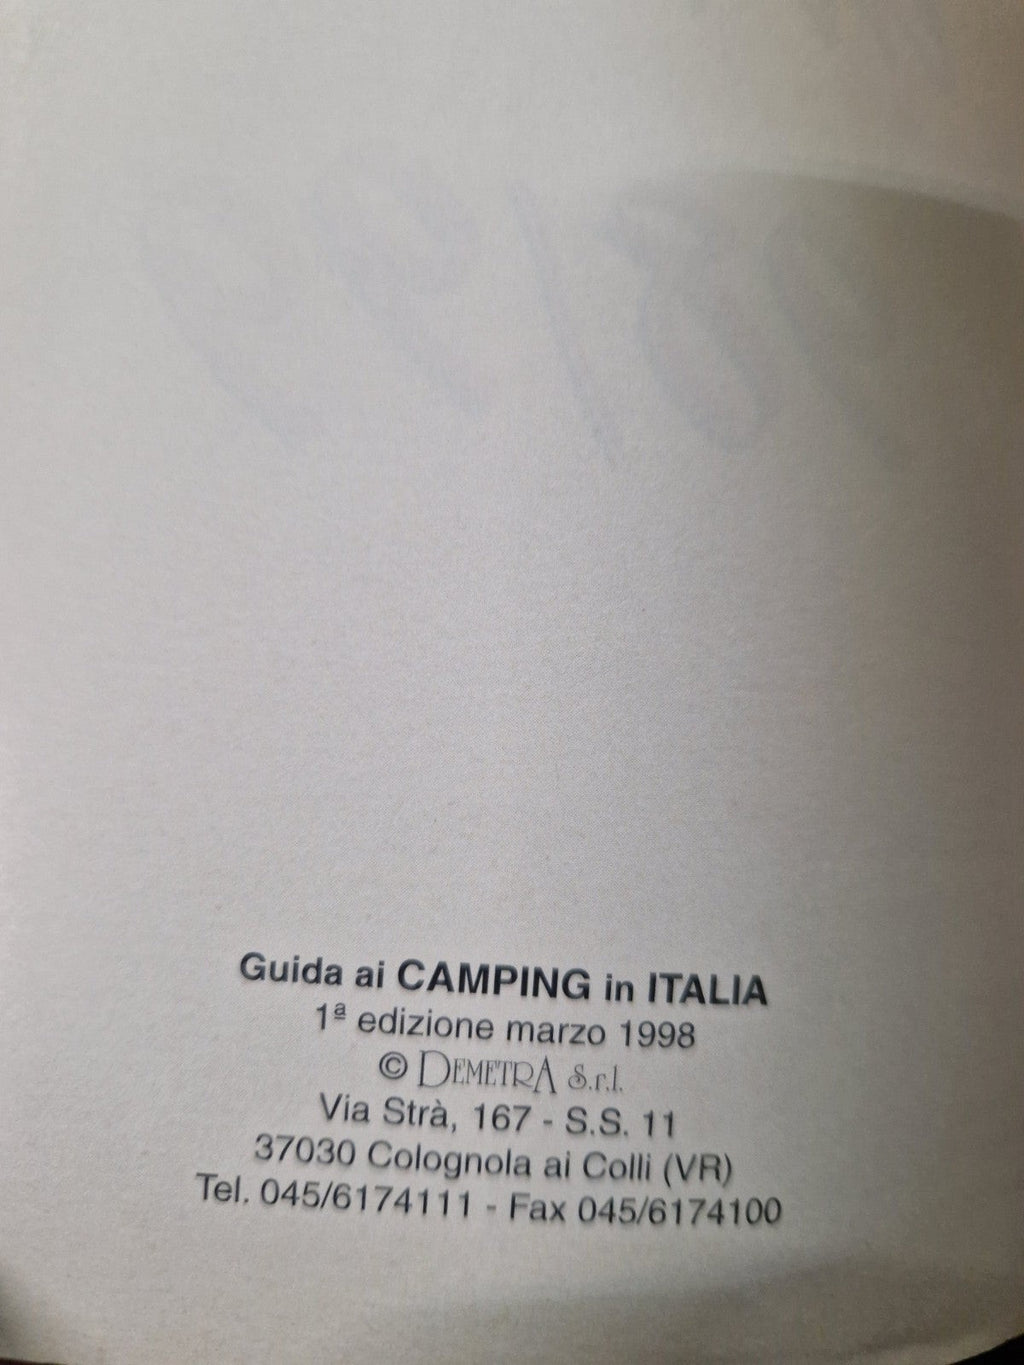 Guida ai CAMPING in ITALIA
1ª edizione marzo 1998
© DEMETRA S.r.l.
Via Strà, 167 - S.S. 11
37030 Colognola ai Colli (VR)
Tel. 045/6174111 - Fax 045/6174100